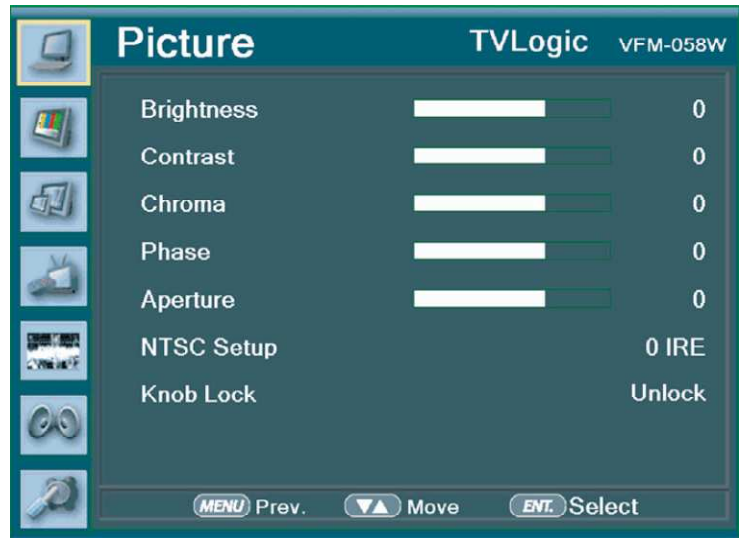 Picture TVLogic VFM-058W
Brightness 0
Contrast 0
Chroma 0
Phase 0
Aperture 0
NTSC Setup 0 IRE
Knob Lock Unlock
MENU Prev. ▼▲ Move ENT. Select